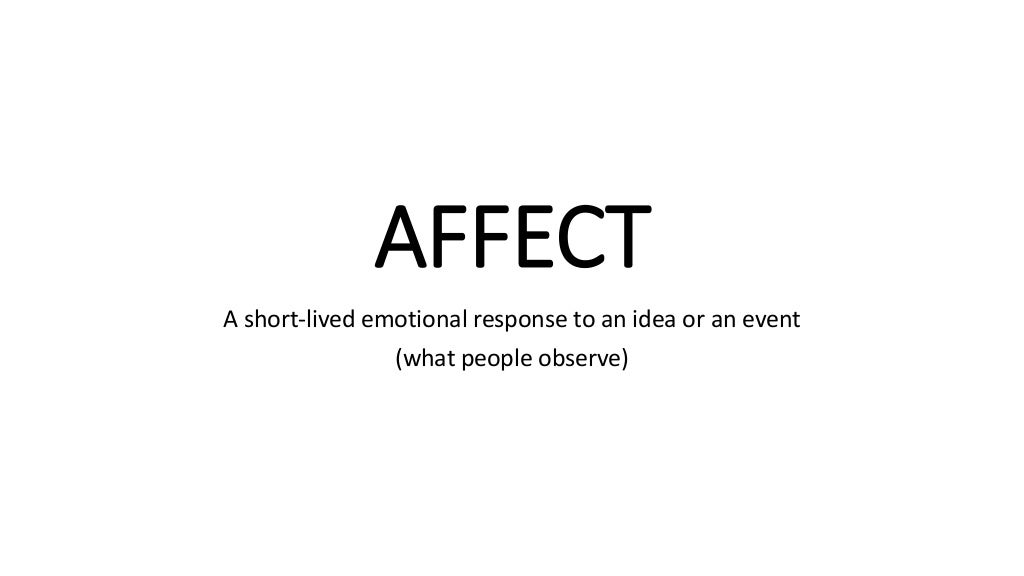 AFFECT
A short-lived emotional response to an idea or an event
(what people observe)